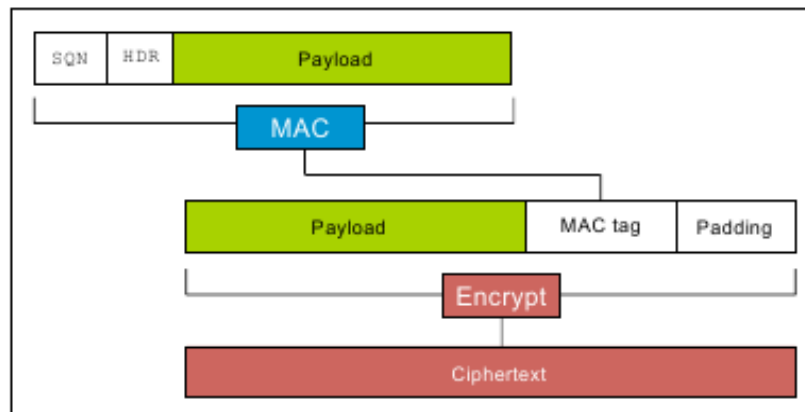 SQN HDR Payload
MAC
Payload MAC tag Padding
Encrypt
Ciphertext